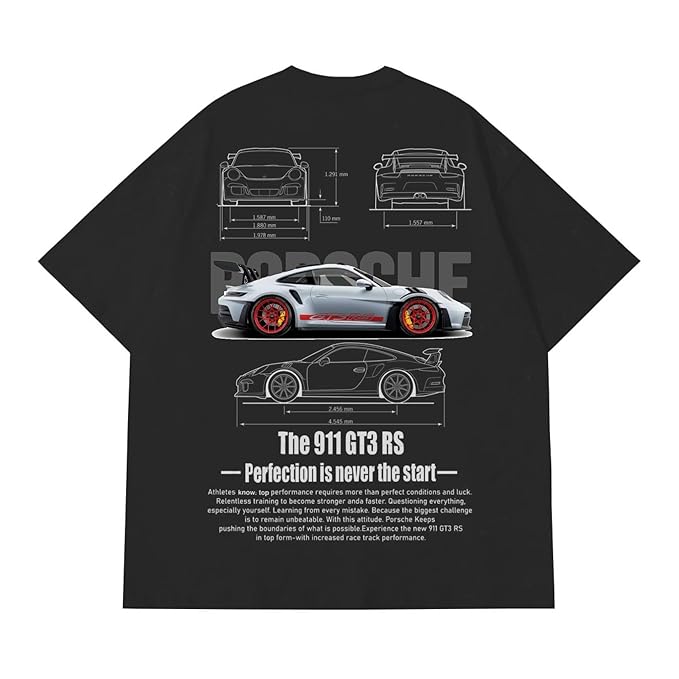 1.291 mm
110 mm
1.587 mm
1.880 mm
1.978 mm
1.557 mm
PORSCHE
2.456 mm
4.545 mm
The 911 GT3 RS
Perfection is never the start
Athletes know. top performance requires more than perfect conditions and luck.
Relentless training to become stronger anda faster. Questioning everything,
especially yourself. Learning from every mistake. Because the biggest challenge
is to remain unbeatable. With this attitude. Porsche Keeps
pushing the boundaries of what is possible.Experience the new 911 GT3 RS
in top form-with increased race track performance.